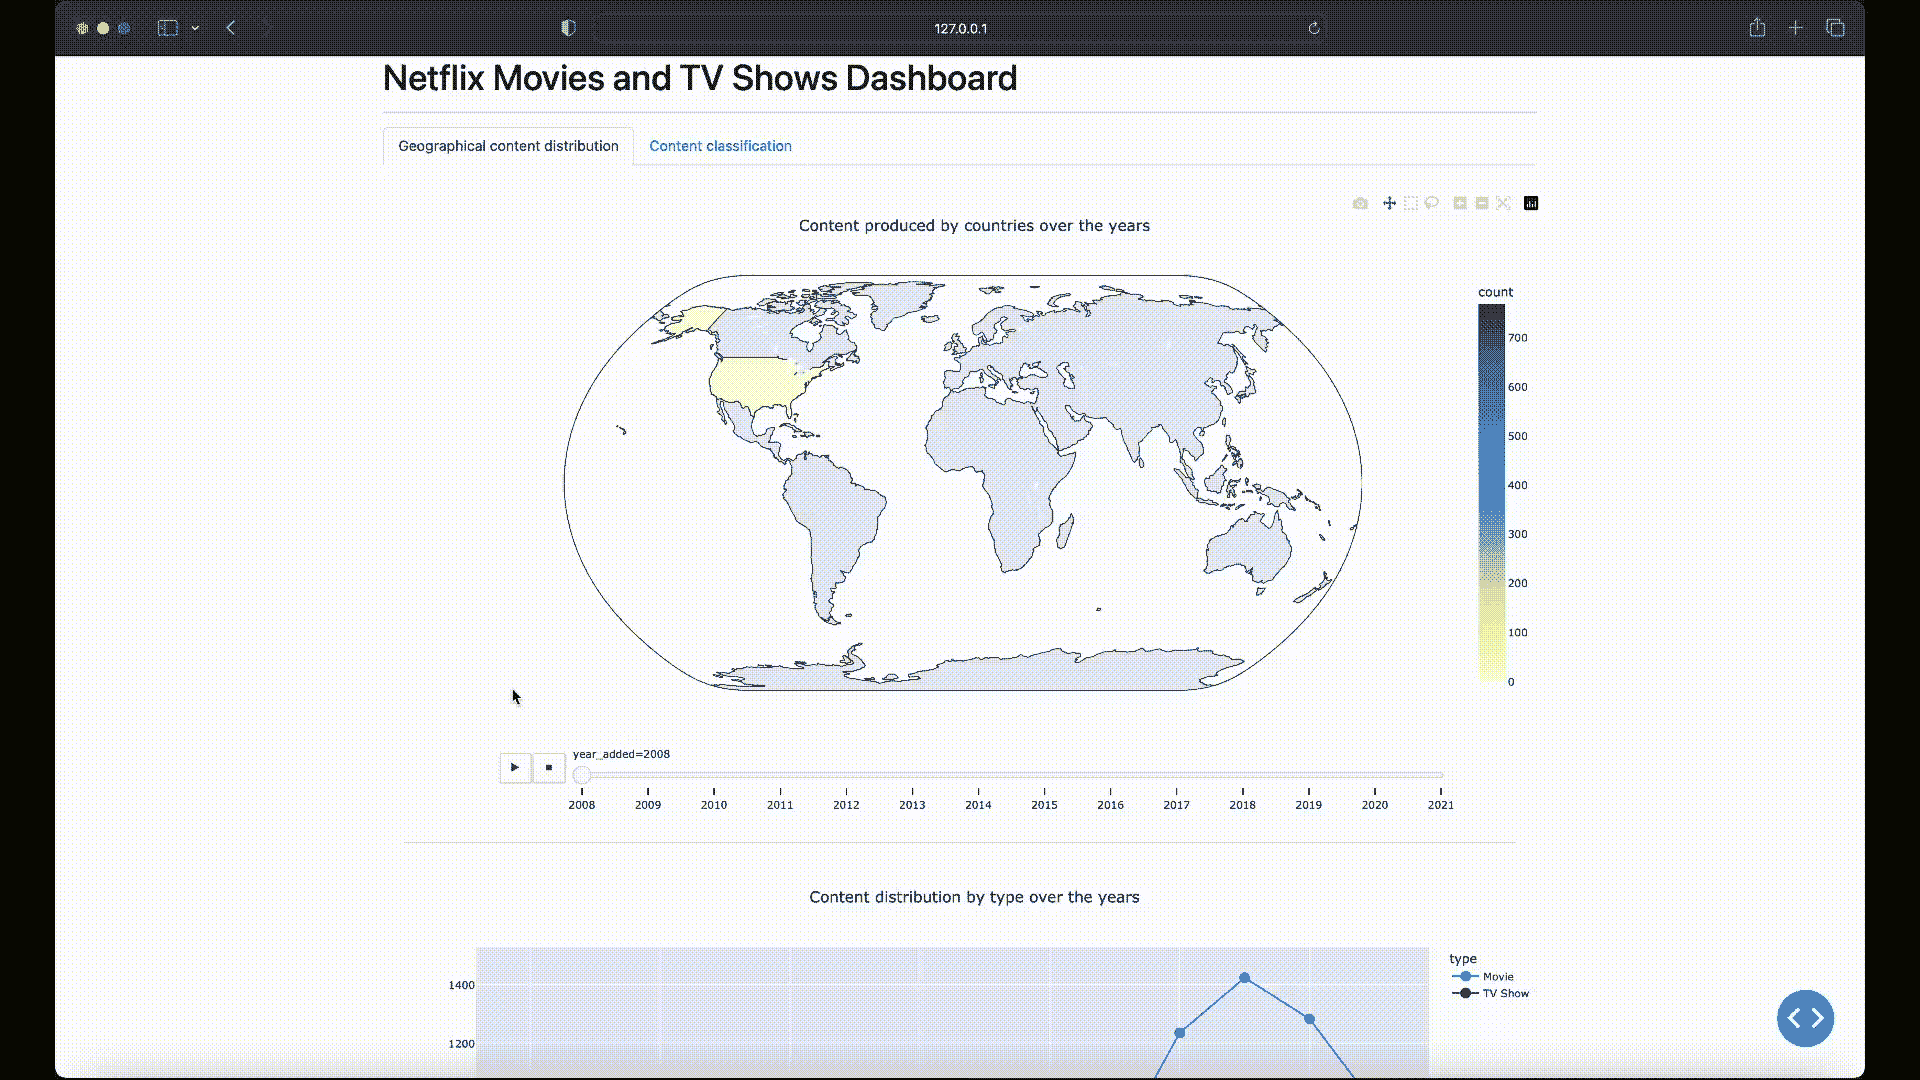 127.0.0.1
Netflix Movies and TV Shows Dashboard
Geographical content distribution
Content classification
Content produced by countries over the years
count
700
600
500
400
300
200
100
0
year_added=2008
2008 2009 2010 2011 2012 2013 2014 2015 2016 2017 2018 2019 2020 2021
Content distribution by type over the years
type
Movie
TV Show
1400
1200